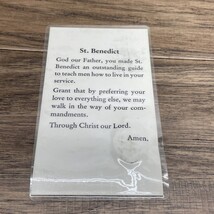 St. Benedict
God our Father, you made St.
Benedict an outstanding guide
to teach men how to live in your
service.
Grant that by preferring your
love to everything else, we may
walk in the way of your com-
mandments.
Through Christ our Lord.
Amen.